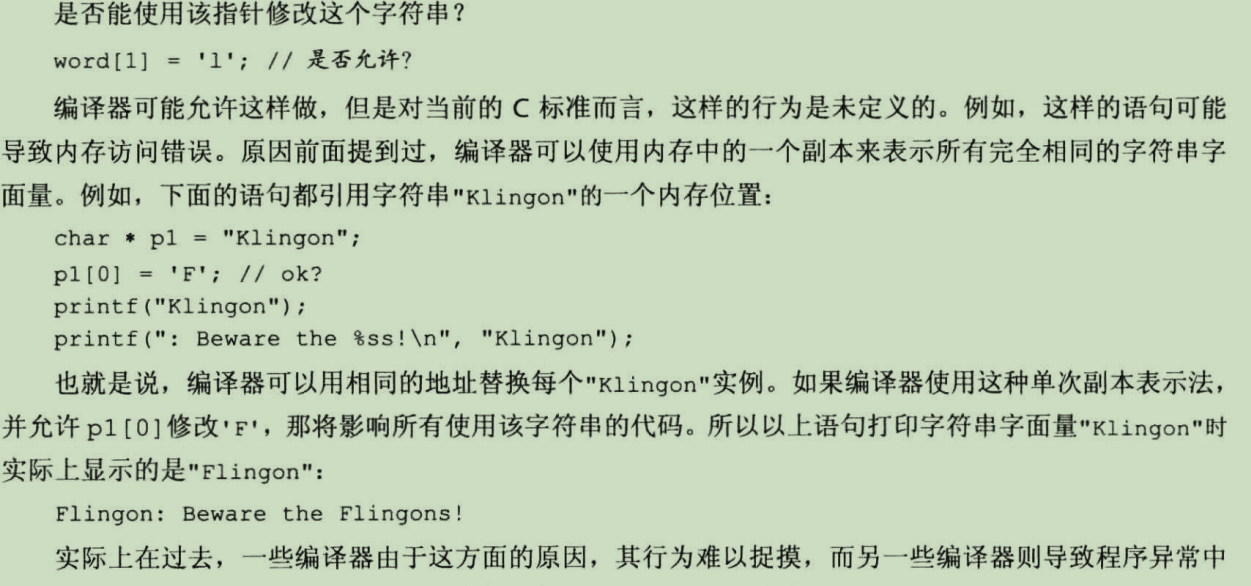 是否能使用该指针修改这个字符串？
word[1] = 'l'; // 是否允许?
编译器可能允许这样做，但是对当前的 C 标准而言，这样的行为是未定义的。例如，这样的语句可能
导致内存访问错误。原因前面提到过，编译器可以使用内存中的一个副本来表示所有完全相同的字符串字
面量。例如，下面的语句都引用字符串"Klingon"的一个内存位置：
char * p1 = "Klingon";
p1[0] = 'F'; // ok?
printf("Klingon");
printf(": Beware the %ss!\n", "Klingon");
也就是说，编译器可以用相同的地址替换每个"Klingon"实例。如果编译器使用这种单次副本表示法，
并允许p1[0]修改'F'，那将影响所有使用该字符串的代码。所以以上语句打印字符串字面量"Klingon"时
实际上显示的是"Flingon"：
Flingon: Beware the Flingons!
实际上在过去，一些编译器由于这方面的原因，其行为难以捉摸，而另一些编译器则导致程序异常中